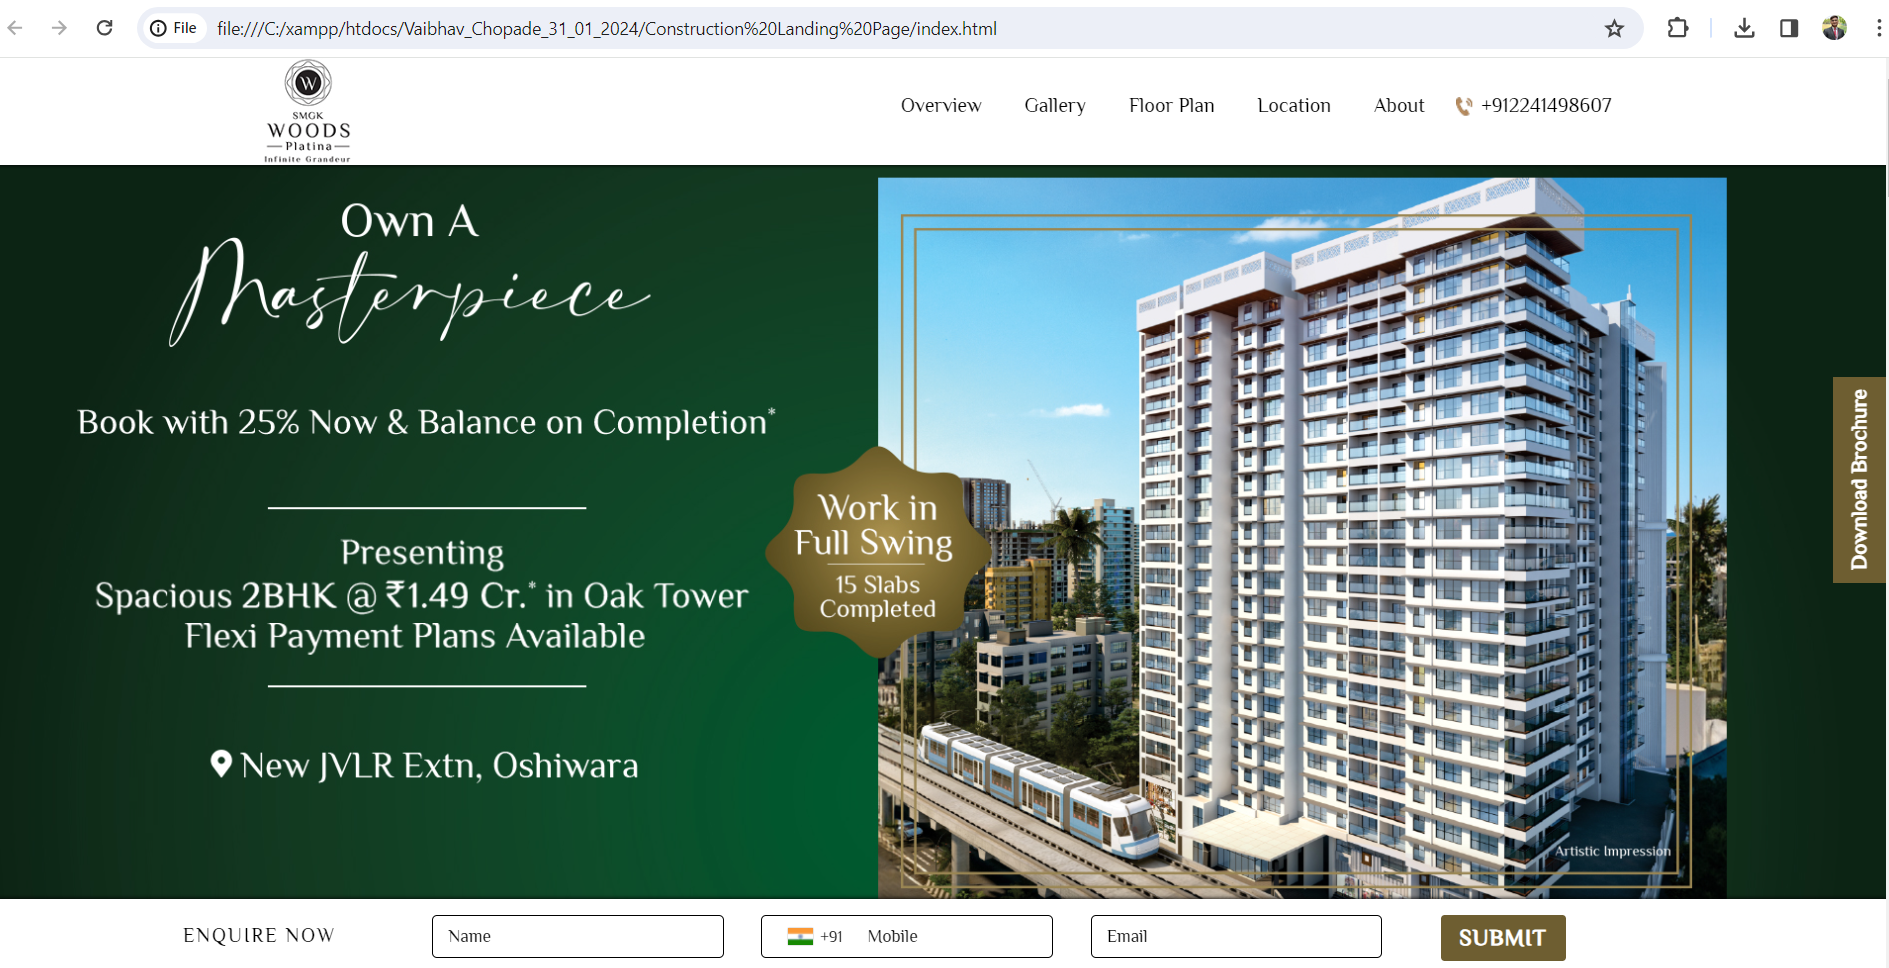 File
file:///C:/xampp/htdocs/Vaibhav_Chopade_31_01_2024/Construction%20Landing%20Page/index.html
W
SMGK
WOODS
Platina
Infinite Grandeur
Overview
Gallery
Floor Plan
Location
About
+912241498607
Own A
Masterpiece
Book with 25% Now & Balance on Completion*
Presenting
Spacious 2BHK @ ₹1.49 Cr.* in Oak Tower
Flexi Payment Plans Available
New JVLR Extn, Oshiwara
Work in
Full Swing
15 Slabs
Completed
Artistic Impression
Download Brochure
ENQUIRE NOW
Name
+91 Mobile
Email
SUBMIT